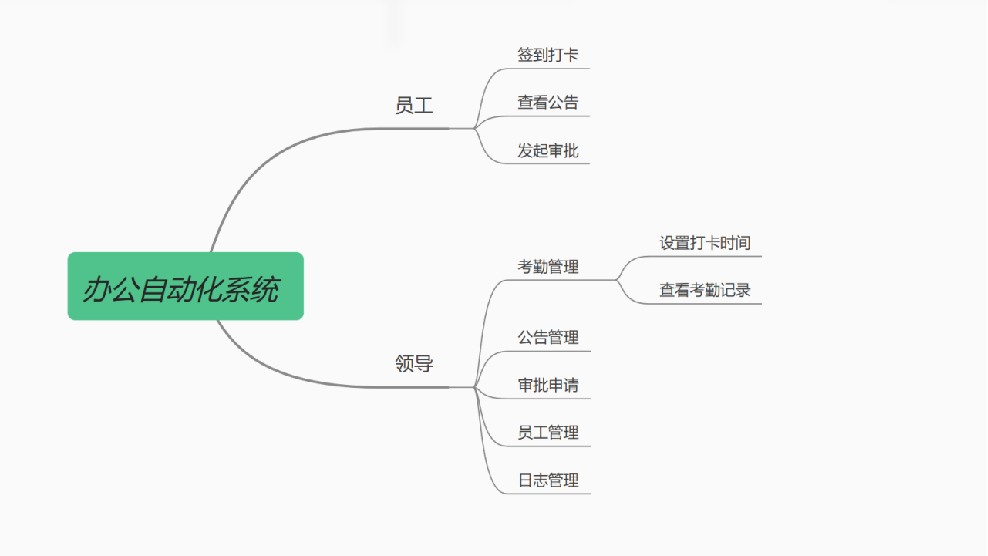 办公自动化系统
员工
签到打卡
查看公告
发起审批
领导
考勤管理
设置打卡时间
查看考勤记录
公告管理
审批申请
员工管理
日志管理